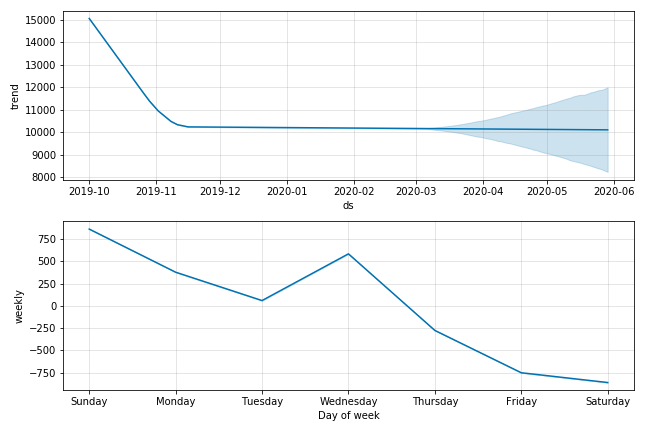 15000
14000
13000
12000
11000
10000
9000
8000
trend
2019-10 2019-11 2019-12 2020-01 2020-02 2020-03 2020-04 2020-05 2020-06
ds
750
500
250
0
−250
−500
−750
weekly
Sunday Monday Tuesday Wednesday Thursday Friday Saturday
Day of week